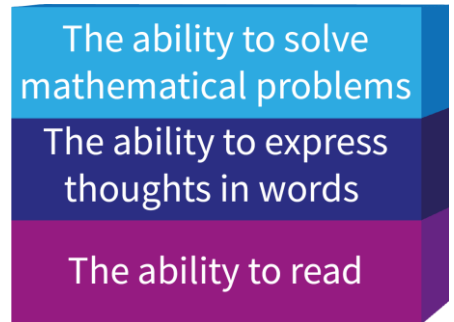 The ability to solve
mathematical problems
The ability to express
thoughts in words
The ability to read